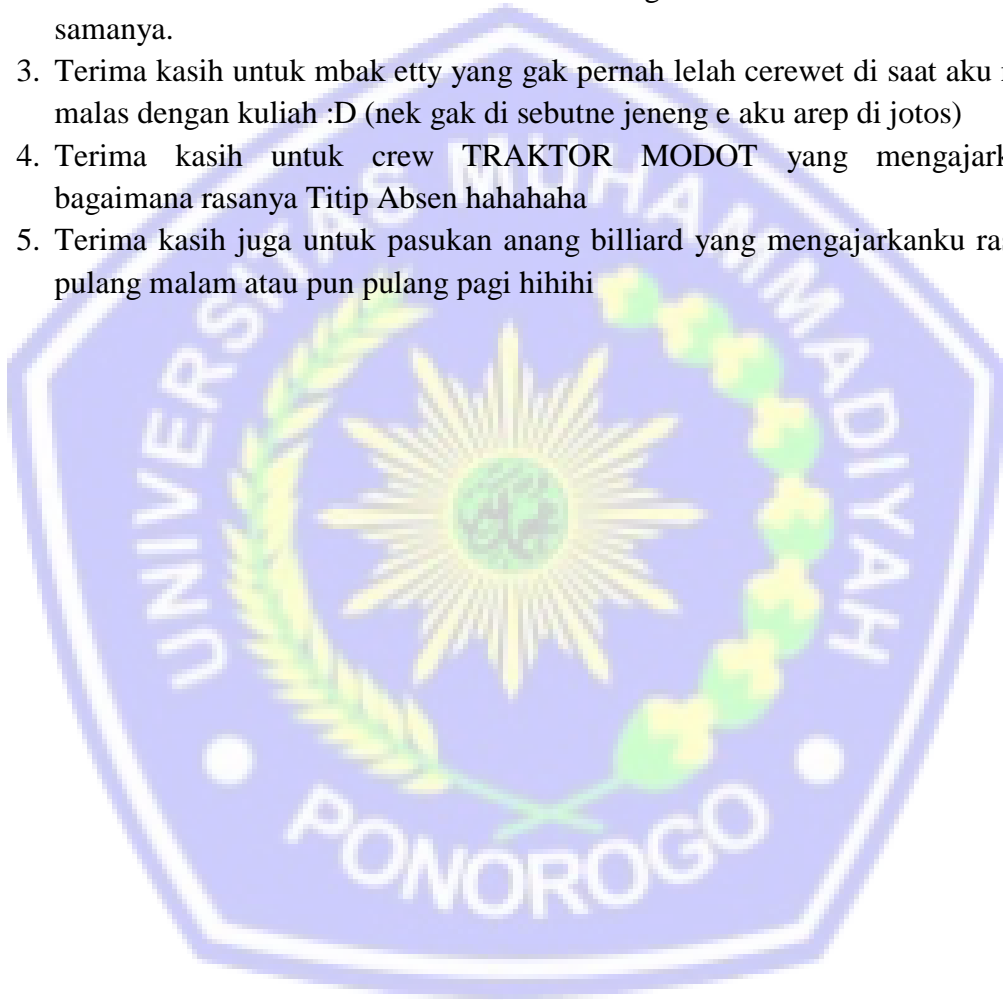 samanya.
3. Terima kasih untuk mbak etty yang gak pernah lelah cerewet di saat aku
malas dengan kuliah :D (nek gak di sebutne jeneng e aku arep di jotos)
4. Terima kasih untuk crew TRAKTOR MODOT yang
bagaimana rasanya Titip Absen hahahaha
5. Terima kasih juga untuk pasukan anang billiard yang mengajarkanku
pulang malam atau pun pulang pagi hihihi
UNIVERSITAS MUHAMMADIYAH
PONOROGO